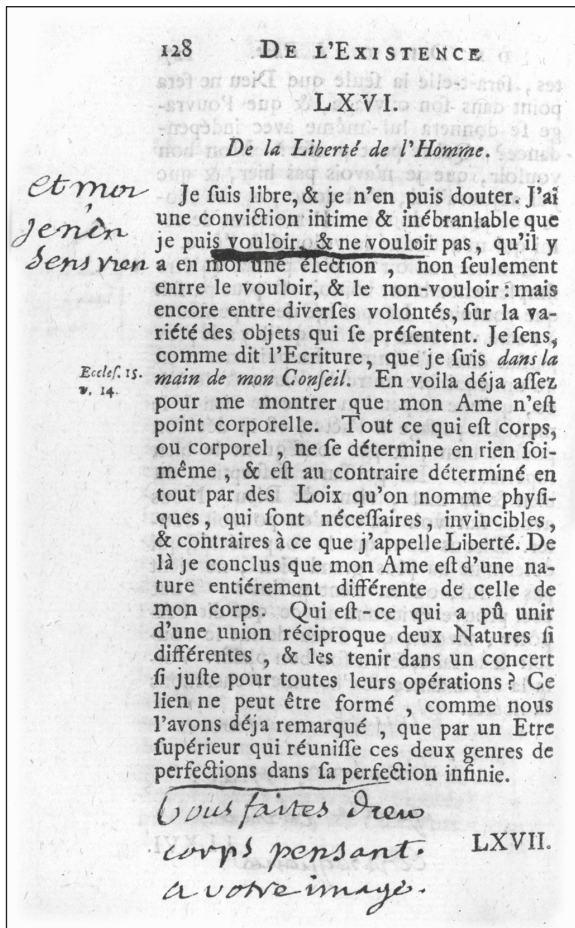 128 DE L'EXISTENCE
LXVI.
De la Liberté de l'Homme.
et moi
je n'en
sens rien
Je ſuis libre, & je n'en puis douter. J'ai
une conviction intime & inébranlable que
je puis vouloir, & ne vouloir pas, qu'il y
a en moi une élection, non ſeulement
enrre le vouloir, & le non-vouloir: mais
encore entre diverſes volontés, ſur la va-
riété des objets qui ſe préſentent. Je ſens,
comme dit l'Ecriture, que je ſuis dans la
Eccleſ. 15.
v. 14.
main de mon Conſeil. En voila déja aſſez
pour me montrer que mon Ame n'eſt
point corporelle. Tout ce qui eſt corps,
ou corporel, ne ſe détermine en rien ſoi-
même, & eſt au contraire déterminé en
tout par des Loix qu'on nomme phyſi-
ques, qui ſont néceſſaires, invincibles,
& contraires à ce que j'appelle Liberté. De
là je conclus que mon Ame eſt d'une na-
ture entiérement différente de celle de
mon corps. Qui eſt-ce qui a pû unir
d'une union réciproque deux Natures ſi
différentes, & les tenir dans un concert
ſi juſte pour toutes leurs opérations? Ce
lien ne peut être formé, comme nous
l'avons déja remarqué, que par un Etre
ſupérieur qui réuniſſe ces deux genres de
perfections dans ſa perfection infinie.
Vous faites dieu
corps pensant.
a votre image.
LXVII.